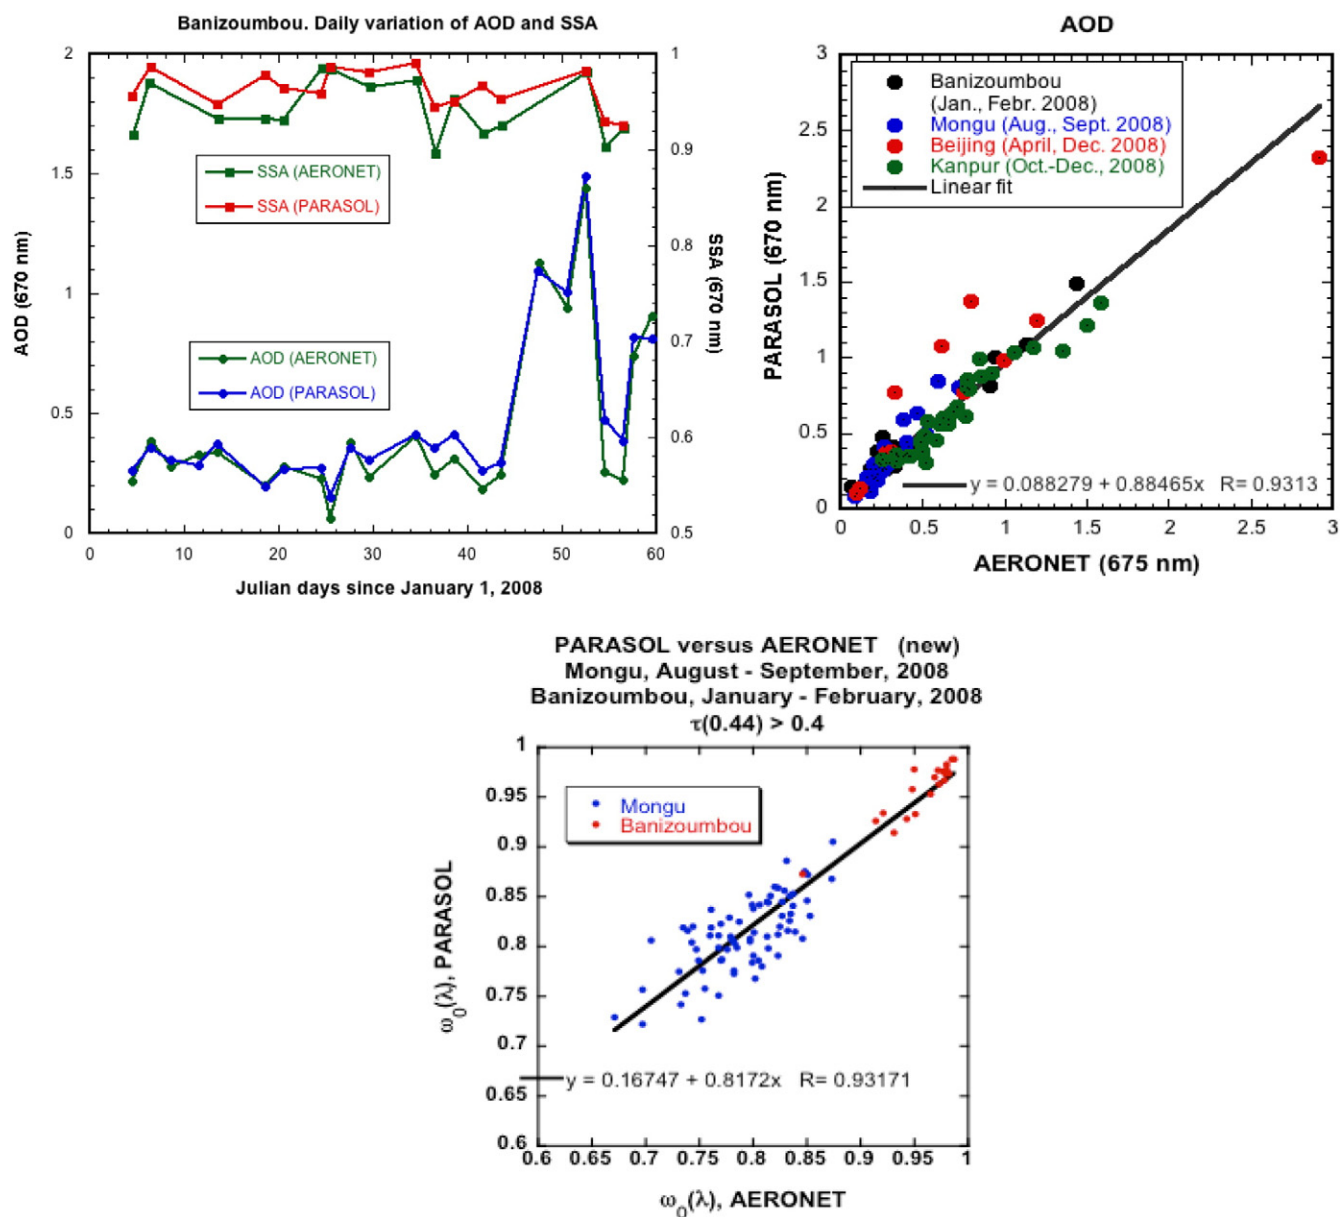 Banizoumbou. Daily variation of AOD and SSA
2
1.5
1
0.5
0
AOD (670 nm)
1
0.9
0.8
0.7
0.6
0.5
SSA (670 nm)
SSA (AERONET)
SSA (PARASOL)
AOD (AERONET)
AOD (PARASOL)
0 10 20 30 40 50 60
Julian days since January 1, 2008
AOD
3
2.5
2
1.5
1
0.5
0
PARASOL (670 nm)
Banizoumbou
(Jan., Febr. 2008)
Mongu (Aug., Sept. 2008)
Beijing (April, Dec. 2008)
Kanpur (Oct.-Dec., 2008)
Linear fit
y = 0.088279 + 0.88465x R= 0.9313
0 0.5 1 1.5 2 2.5 3
AERONET (675 nm)
PARASOL versus AERONET (new)
Mongu, August - September, 2008
Banizoumbou, January - February, 2008
τ(0.44) > 0.4
1
0.95
0.9
0.85
0.8
0.75
0.7
0.65
0.6
ω0(λ), PARASOL
Mongu
Banizoumbou
y = 0.16747 + 0.8172x R= 0.93171
0.6 0.65 0.7 0.75 0.8 0.85 0.9 0.95 1
ω0(λ), AERONET